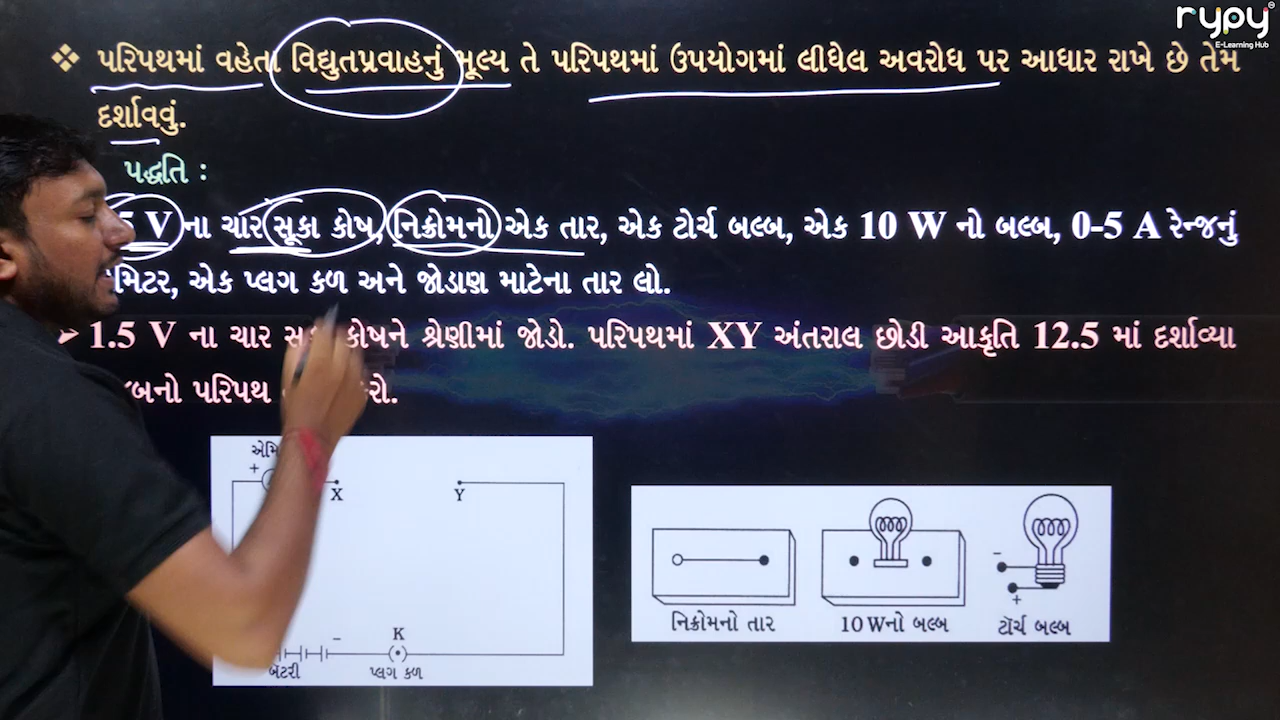 rypy
E-Learning Hub
પરિપથમાં વહેતા વિદ્યુતપ્રવાહનું મૂલ્ય તે પરિપથમાં ઉપયોગમાં લીધેલ અવરોધ પર આધાર રાખે છે તેમ
દર્શાવવું.
પદ્ધતિ :
5 V ના ચાર સૂકા કોષ, નિક્રોમનો એક તાર, એક ટોર્ચ બલ્બ, એક 10 W નો બલ્બ, 0-5 A રેન્જનું
મિટર, એક પ્લગ કળ અને જોડાણ માટેના તાર લો.
➤ 1.5 V ના ચાર કોષને શ્રેણીમાં જોડો. પરિપથમાં XY અંતરાલ છોડી આકૃતિ 12.5 માં દર્શાવ્યા
પરિપથ
+
X
Y
–
K
બેટરી
પ્લગ કળ
–
+
નિક્રોમનો તાર
10 Wનો બલ્બ
ટૉર્ચ બલ્બ